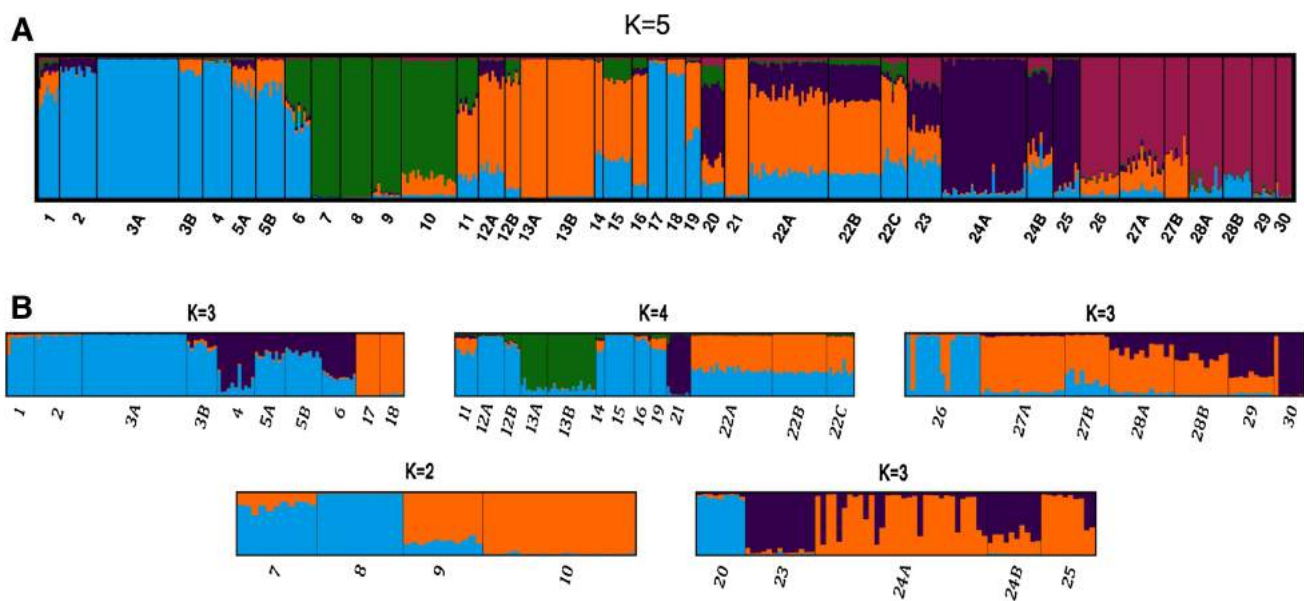 K=5
A
1 2 3A 3B 4 5A 5B 6 7 8 9 10 11 12A 12B 13A 13B 14 15 16 17 18 19 20 21 22A 22B 22C 23 24A 24B 25 26 27A 27B 28A 28B 29 30
B
K=3 K=4 K=3
1 2 3A 3B 4 5A 5B 6 17 18 11 12A 12B 13A 13B 14 15 16 19 21 22A 22B 22C 26 27A 27B 28A 28B 29 30
K=2 K=3
7 8 9 10 20 23 24A 24B 25